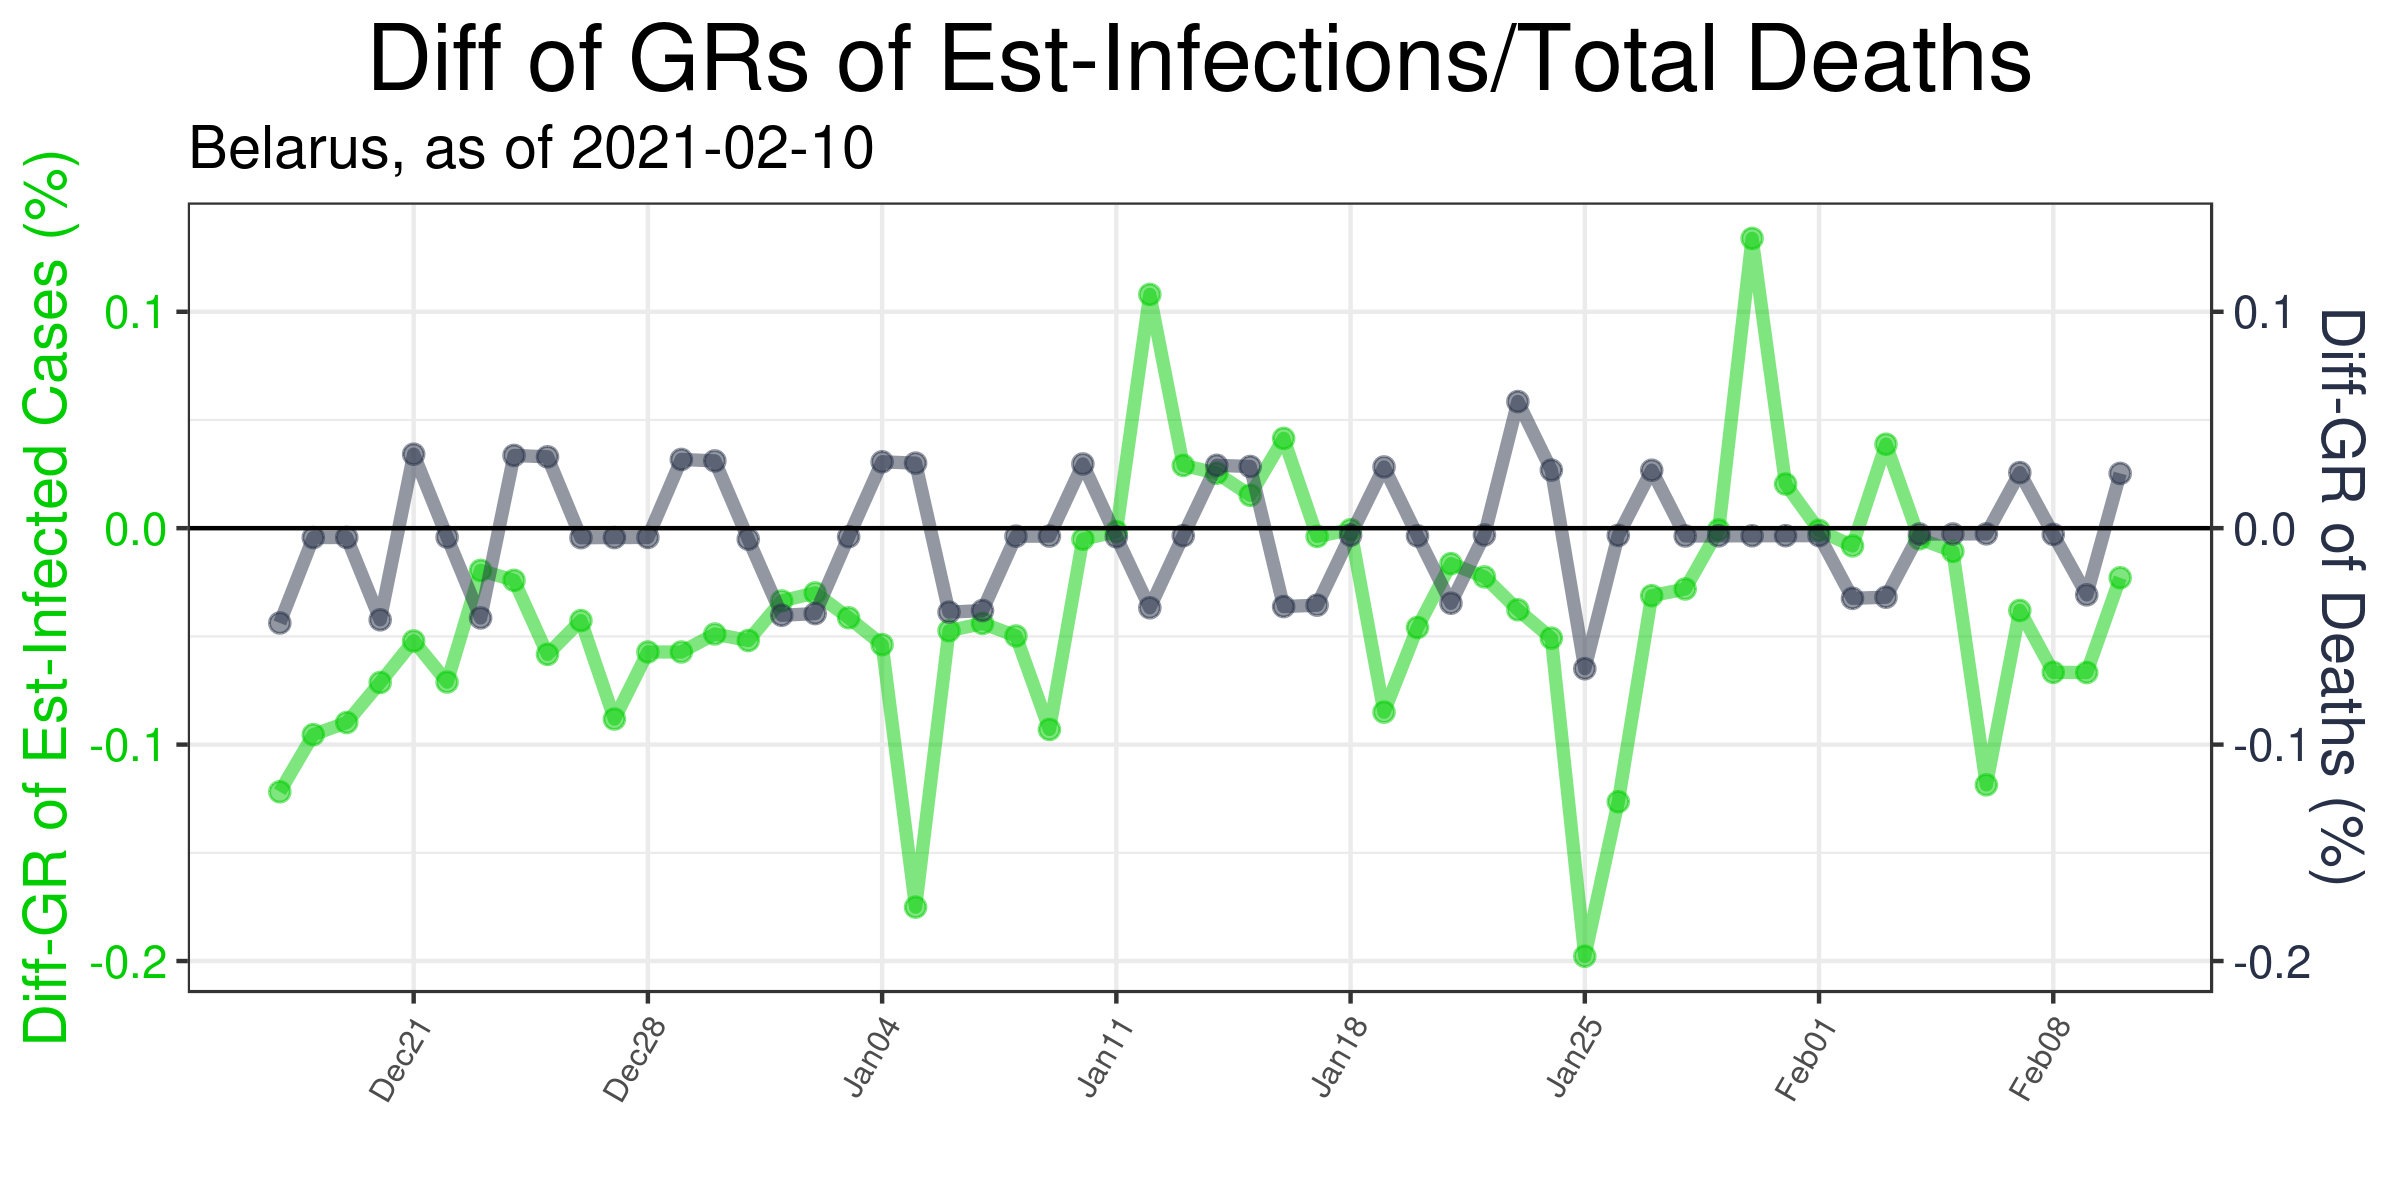 Diff of GRs of Est-Infections/Total Deaths
Belarus, as of 2021-02-10
Diff-GR of Est-Infected Cases (%)
0.1
0.0
-0.1
-0.2
0.1
0.0
-0.1
-0.2
Diff-GR of Deaths (%)
Dec21
Dec28
Jan04
Jan11
Jan18
Jan25
Feb01
Feb08